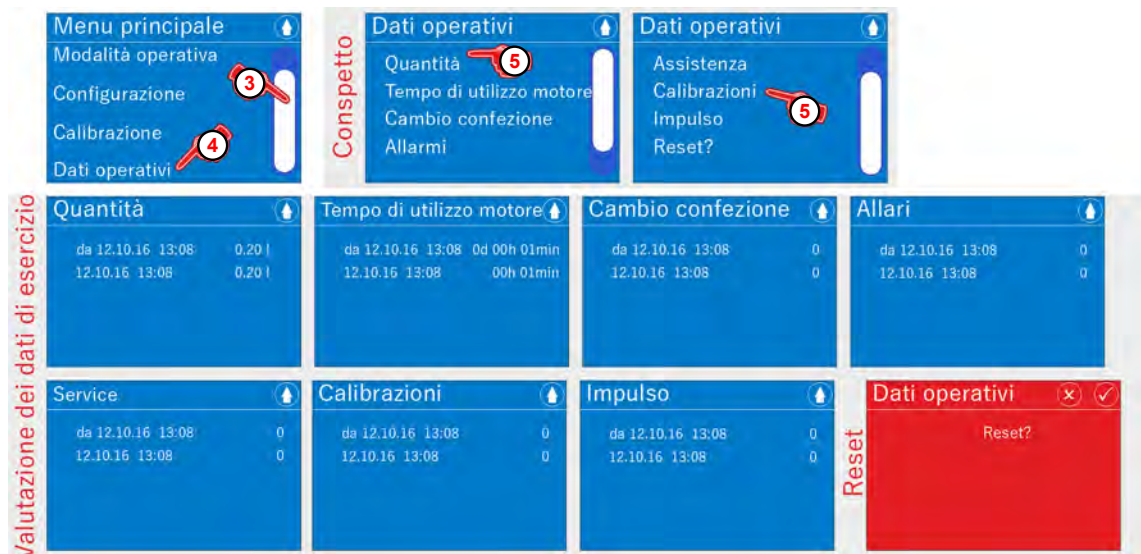 Menu principale
Modalità operativa
3
Configurazione
Calibrazione
4
Dati operativi
Conspetto
Dati operativi
Quantità
5
Tempo di utilizzo motore
Cambio confezione
Allarmi
Dati operativi
Assistenza
Calibrazioni
5
Impulso
Reset?
Valutazione dei dati di esercizio
Quantità
da 12.10.16 13:08 0.20 l
12.10.16 13:08 0.20 l
Tempo di utilizzo motore
da 12.10.16 13:08 0d 00h 01min
12.10.16 13:08 00h 01min
Cambio confezione
da 12.10.16 13:08 0
12.10.16 13:08 0
Allari
da 12.10.16 13:08 0
12.10.16 13:08 0
Service
da 12.10.16 13:08 0
12.10.16 13:08 0
Calibrazioni
da 12.10.16 13:08 0
12.10.16 13:08 0
Impulso
da 12.10.16 13:08 0
12.10.16 13:08 0
Reset
Dati operativi
Reset?